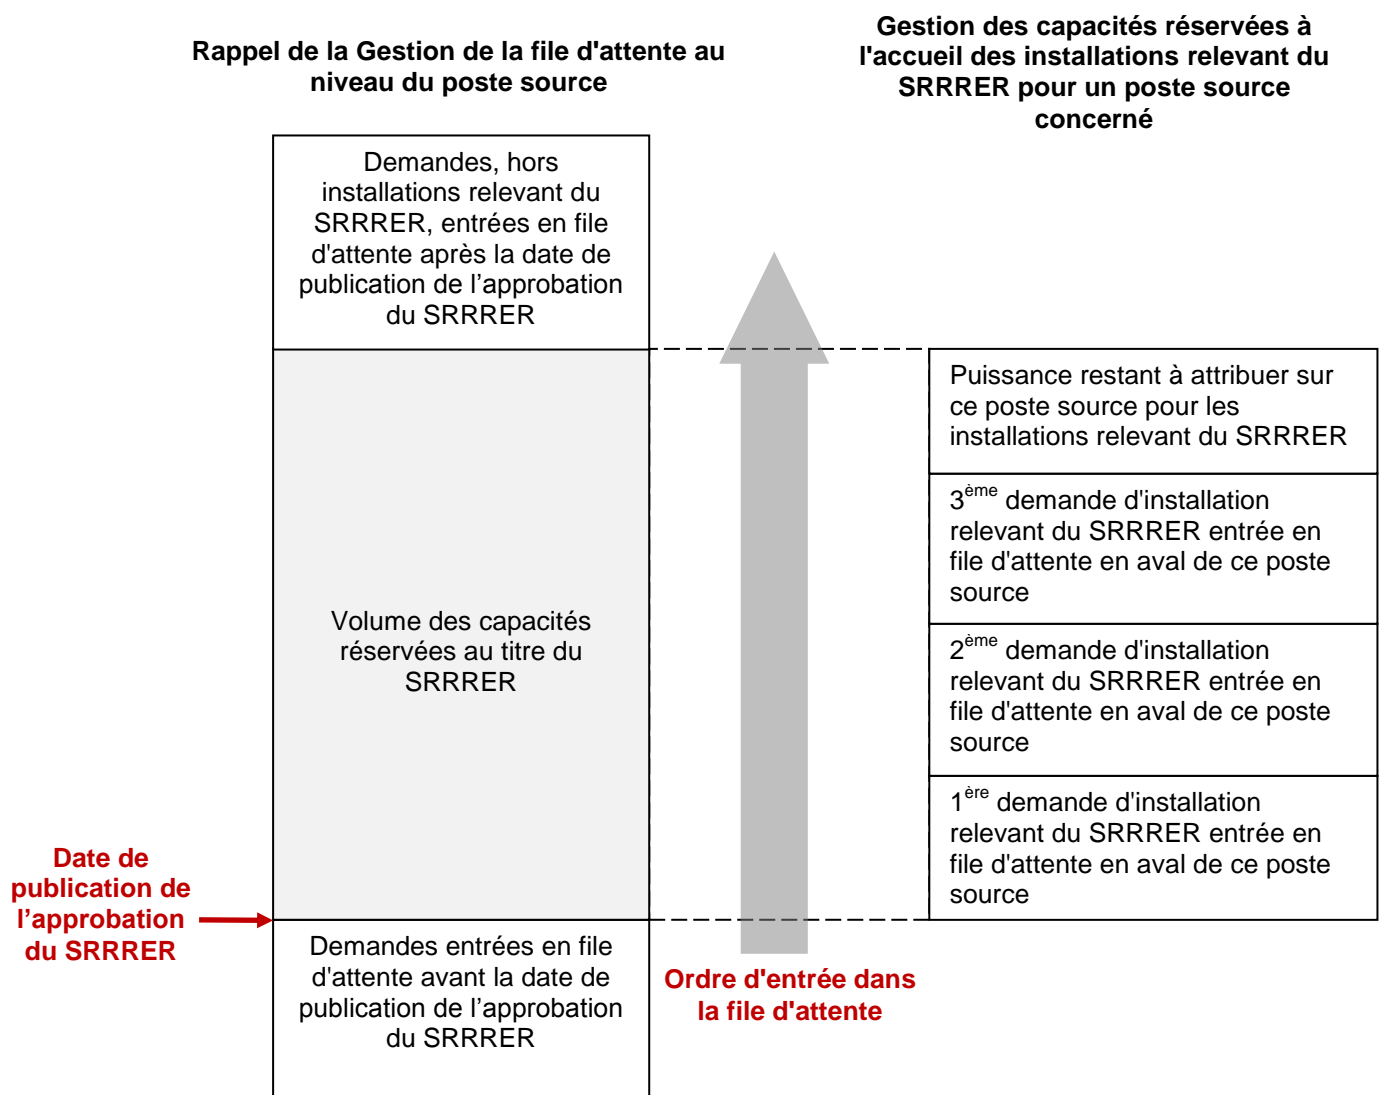 Rappel de la Gestion de la file d'attente au
niveau du poste source
Gestion des capacités réservées à
l'accueil des installations relevant du
SRRRER pour un poste source
concerné
Demandes, hors
installations relevant du
SRRRER, entrées en file
d'attente après la date de
publication de l’approbation
du SRRRER
Volume des capacités
réservées au titre du
SRRRER
Date de
publication de
l’approbation
du SRRRER
Demandes entrées en file
d'attente avant la date de
publication de l’approbation
du SRRRER
Ordre d'entrée dans
la file d'attente
Puissance restant à attribuer sur
ce poste source pour les
installations relevant du SRRRER
3ème demande d'installation
relevant du SRRRER entrée en
file d'attente en aval de ce poste
source
2ème demande d'installation
relevant du SRRRER entrée en
file d'attente en aval de ce poste
source
1ère demande d'installation
relevant du SRRRER entrée en
file d'attente en aval de ce poste
source